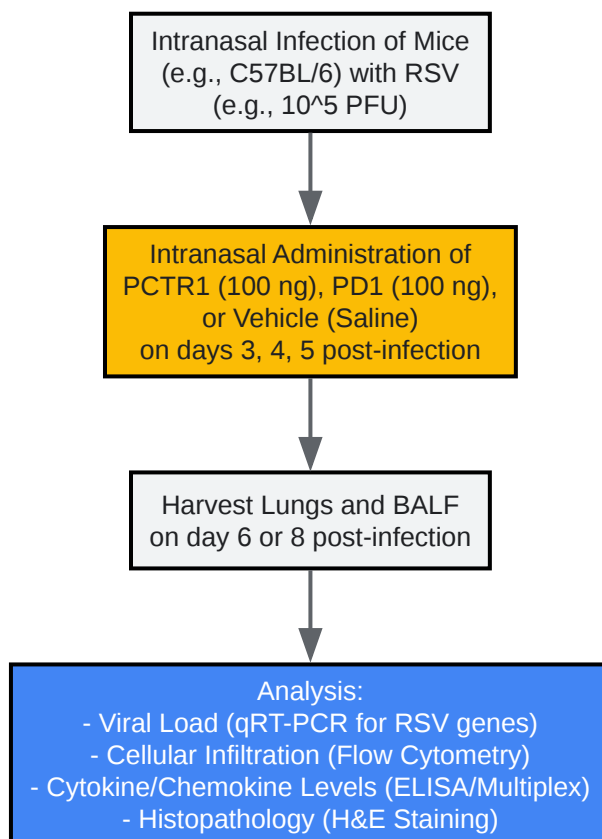 Intranasal Infection of Mice
(e.g., C57BL/6) with RSV
(e.g., 10^5 PFU)
Intranasal Administration of
PCTR1 (100 ng), PD1 (100 ng),
or Vehicle (Saline)
on days 3, 4, 5 post-infection
Harvest Lungs and BALF
on day 6 or 8 post-infection
Analysis:
- Viral Load (qRT-PCR for RSV genes)
- Cellular Infiltration (Flow Cytometry)
- Cytokine/Chemokine Levels (ELISA/Multiplex)
- Histopathology (H&E Staining)